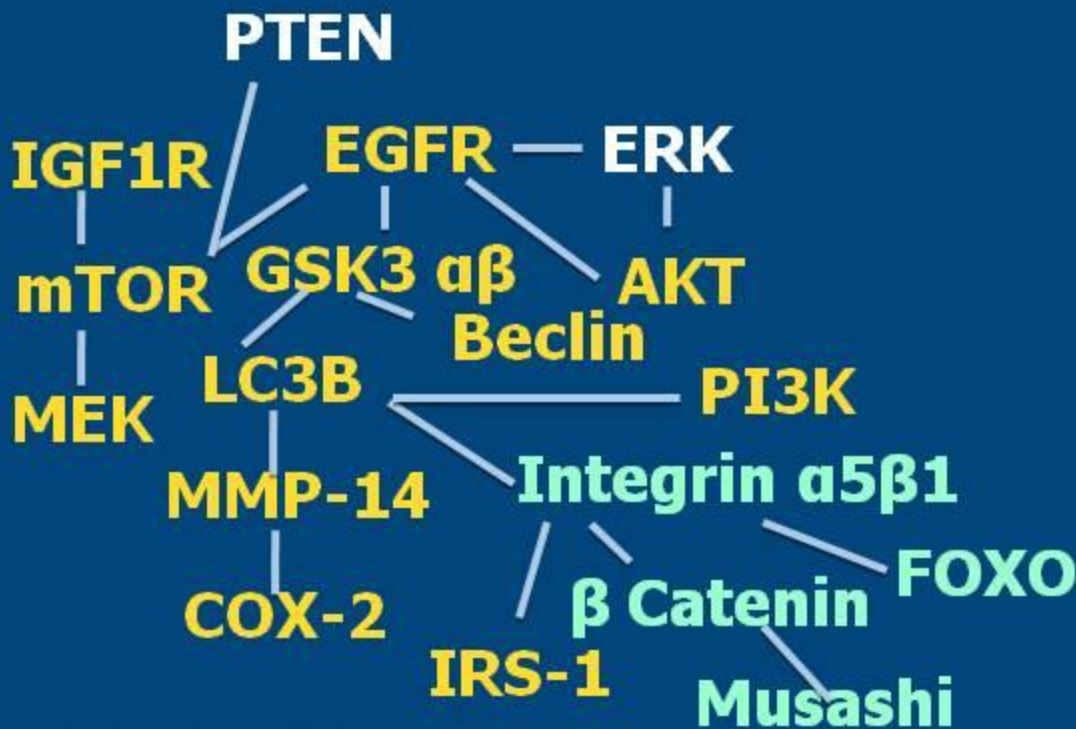 PTEN
IGF1R
EGFR
ERK
mTOR
GSK3 αβ
AKT
Beclin
LC3B
PI3K
MEK
Integrin α5β1
MMP-14
FOXO
β Catenin
COX-2
IRS-1
Musashi